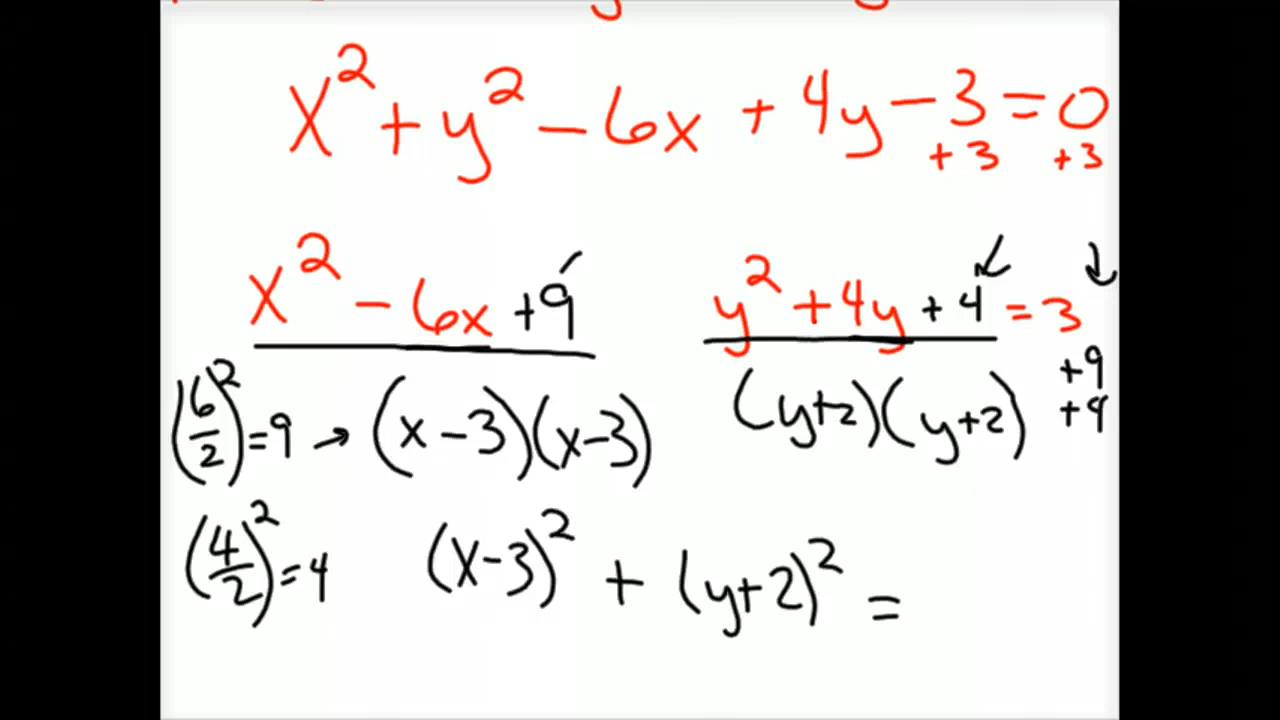 x² + y² - 6x + 4y - 3 = 0
+3 +3
x² - 6x +9 y² + 4y + 4 = 3
+9
(6/2)² = 9 → (x-3)(x-3) (y+2)(y+2) +4
(4/2)² = 4 (x-3)² + (y+2)² =